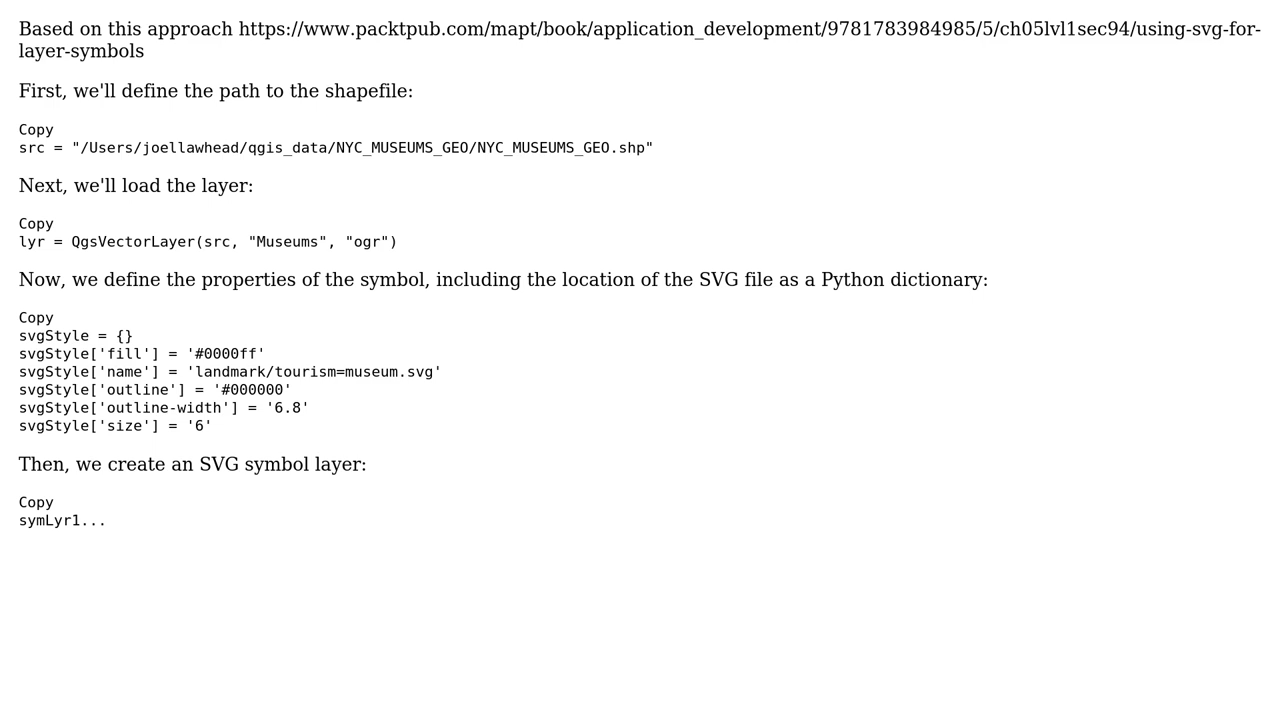 Based on this approach https://www.packtpub.com/mapt/book/application_development/9781783984985/5/ch05lvl1sec94/using-svg-for-
layer-symbols
First, we'll define the path to the shapefile:
Copy
src = "/Users/joellawhead/qgis_data/NYC_MUSEUMS_GEO/NYC_MUSEUMS_GEO.shp"
Next, we'll load the layer:
Copy
lyr = QgsVectorLayer(src, "Museums", "ogr")
Now, we define the properties of the symbol, including the location of the SVG file as a Python dictionary:
Copy
svgStyle = {}
svgStyle['fill'] = '#0000ff'
svgStyle['name'] = 'landmark/tourism=museum.svg'
svgStyle['outline'] = '#000000'
svgStyle['outline-width'] = '6.8'
svgStyle['size'] = '6'
Then, we create an SVG symbol layer:
Copy
symLyr1...